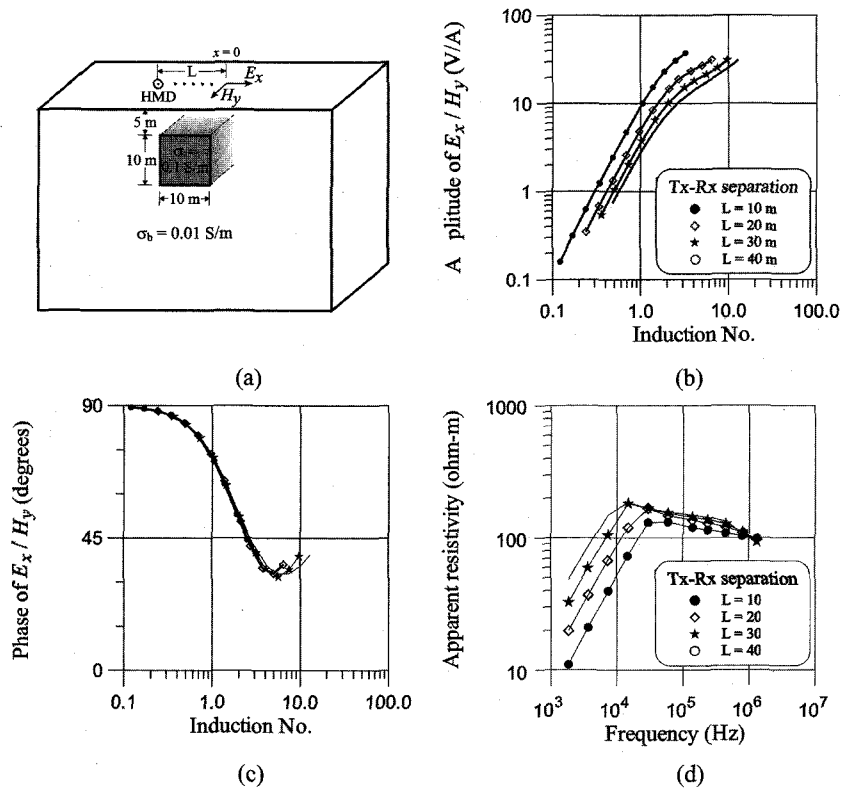 x=0
L
Ex
HMD
Hy
5 m
10 m
0.1 S/m
10 m
σb = 0.01 S/m
(a)
A plitude of Ex / Hy (V/A)
100
10
1
0.1
0.1 1.0 10.0 100.0
Induction No.
Tx-Rx separation
L = 10 m
L = 20 m
L = 30 m
L = 40 m
(b)
Phase of Ex / Hy (degrees)
90
45
0
0.1 1.0 10.0 100.0
Induction No.
(c)
Apparent resistivity (ohm-m)
1000
100
10
10³ 10⁴ 10⁵ 10⁶ 10⁷
Frequency (Hz)
Tx-Rx separation
L = 10
L = 20
L = 30
L = 40
(d)